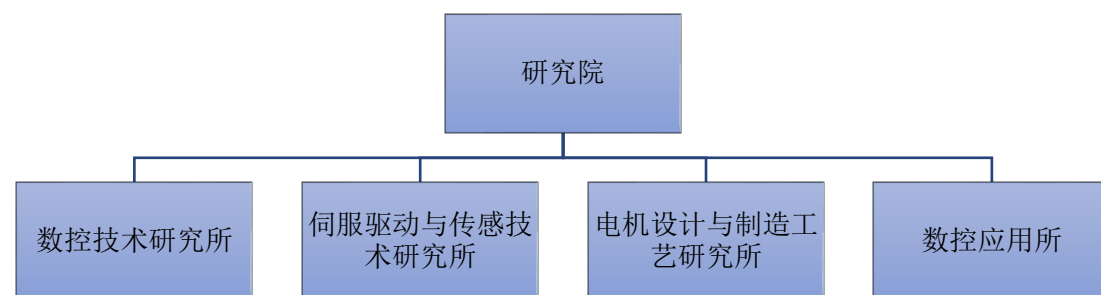 研究院
数控技术研究所
伺服驱动与传感技
术研究所
电机设计与制造工
艺研究所
数控应用所